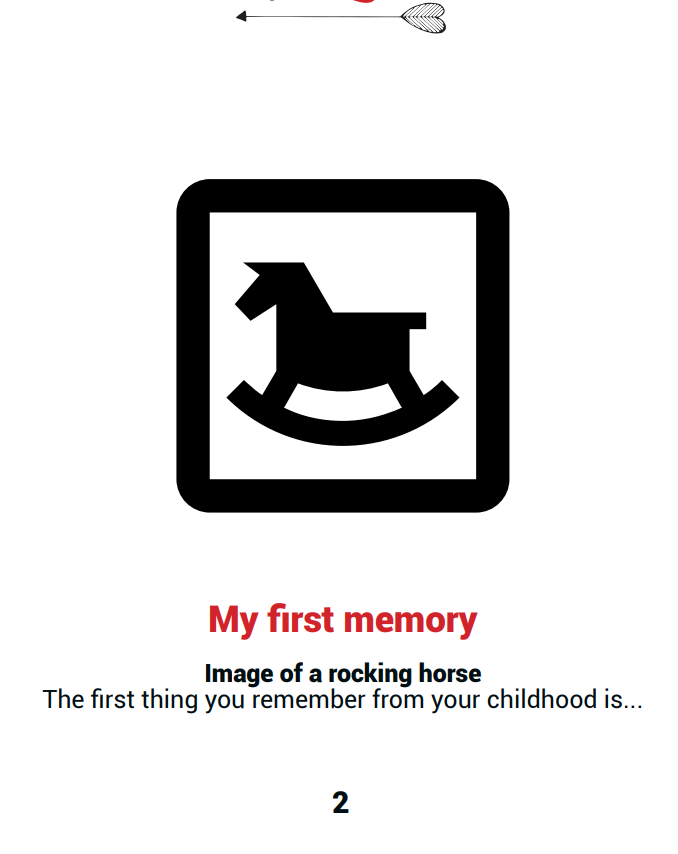 My first memory
Image of a rocking horse
The first thing you remember from your childhood is...
2